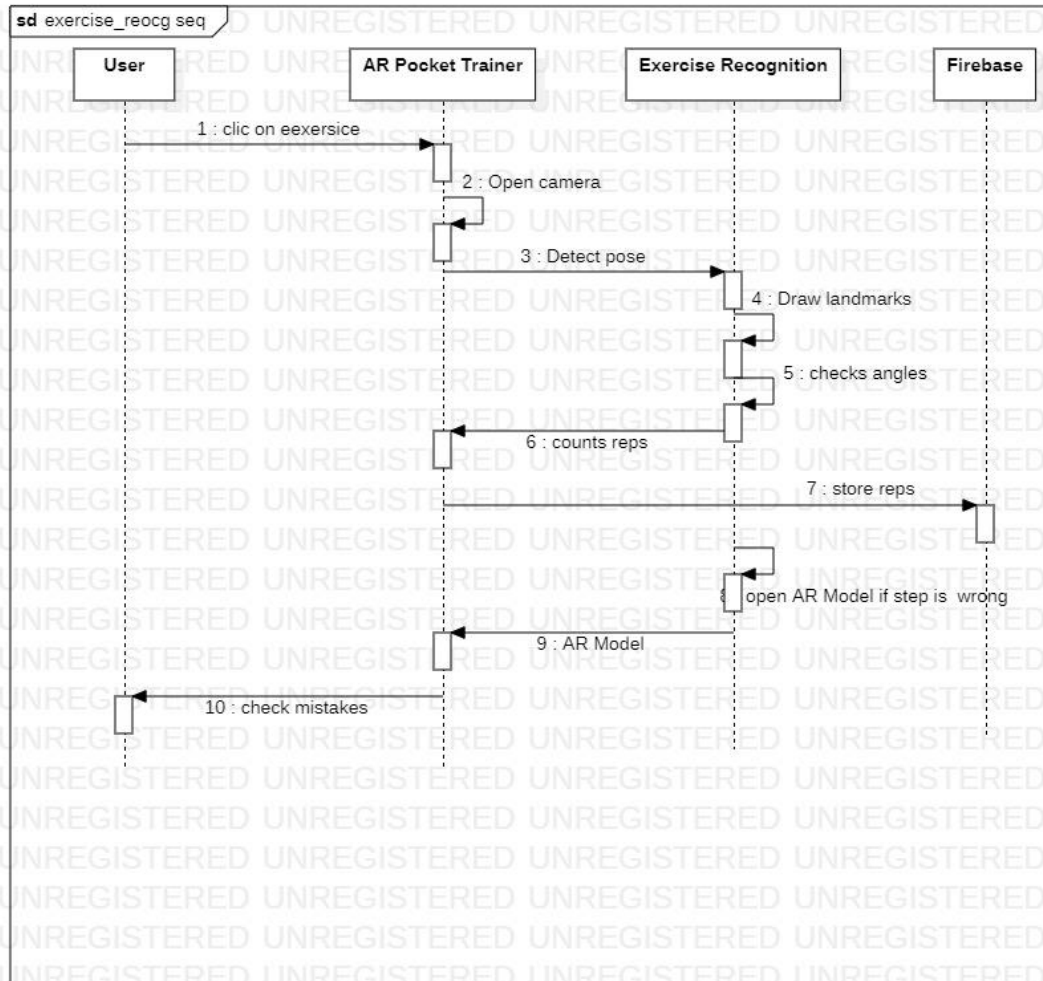 sd exercise_reocg seq
User
AR Pocket Trainer
Exercise Recognition
Firebase
1 : clic on eexersice
2 : Open camera
3 : Detect pose
4 : Draw landmarks
5 : checks angles
6 : counts reps
7 : store reps
8 : open AR Model if step is wrong
9 : AR Model
10 : check mistakes
UNREGISTERED